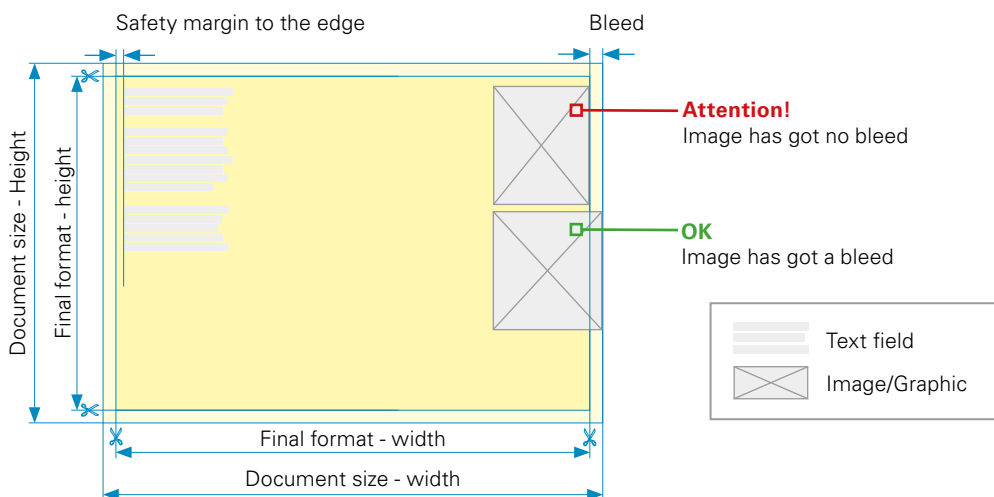 Safety margin to the edge
Bleed
Attention!
Image has got no bleed
OK
Image has got a bleed
Document size - Height
Final format - height
Text field
Image/Graphic
Final format - width
Document size - width